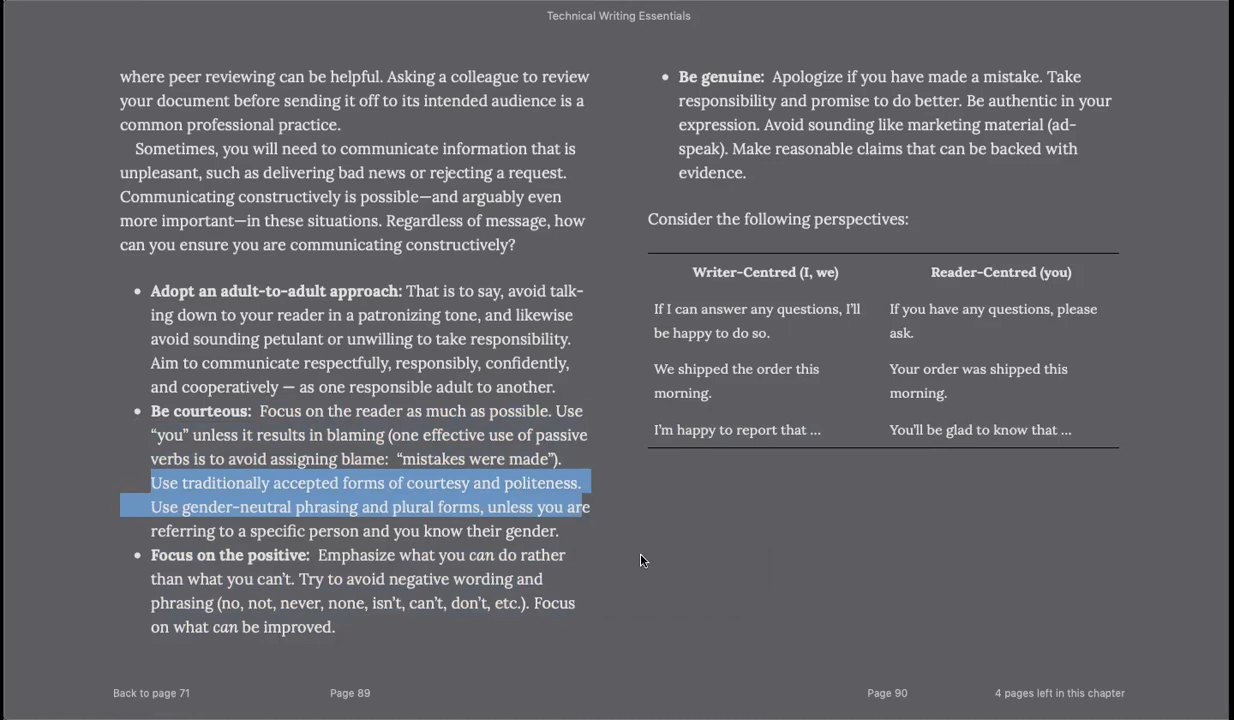 Technical Writing Essentials
where peer reviewing can be helpful. Asking a colleague to review
your document before sending it off to its intended audience is a
common professional practice.
Sometimes, you will need to communicate information that is
unpleasant, such as delivering bad news or rejecting a request.
Communicating constructively is possible—and arguably even
more important—in these situations. Regardless of message, how
can you ensure you are communicating constructively?
• Adopt an adult-to-adult approach: That is to say, avoid talk-
ing down to your reader in a patronizing tone, and likewise
avoid sounding petulant or unwilling to take responsibility.
Aim to communicate respectfully, responsibly, confidently,
and cooperatively — as one responsible adult to another.
• Be courteous: Focus on the reader as much as possible. Use
“you” unless it results in blaming (one effective use of passive
verbs is to avoid assigning blame: “mistakes were made”).
Use traditionally accepted forms of courtesy and politeness.
Use gender-neutral phrasing and plural forms, unless you are
referring to a specific person and you know their gender.
• Focus on the positive: Emphasize what you can do rather
than what you can’t. Try to avoid negative wording and
phrasing (no, not, never, none, isn’t, can’t, don’t, etc.). Focus
on what can be improved.
• Be genuine: Apologize if you have made a mistake. Take
responsibility and promise to do better. Be authentic in your
expression. Avoid sounding like marketing material (ad-
speak). Make reasonable claims that can be backed with
evidence.
Consider the following perspectives:
Writer-Centred (I, we) Reader-Centred (you)
If I can answer any questions, I’ll If you have any questions, please
be happy to do so. ask.
We shipped the order this Your order was shipped this
morning. morning.
I’m happy to report that ... You’ll be glad to know that ...
Back to page 71 Page 89 Page 90 4 pages left in this chapter